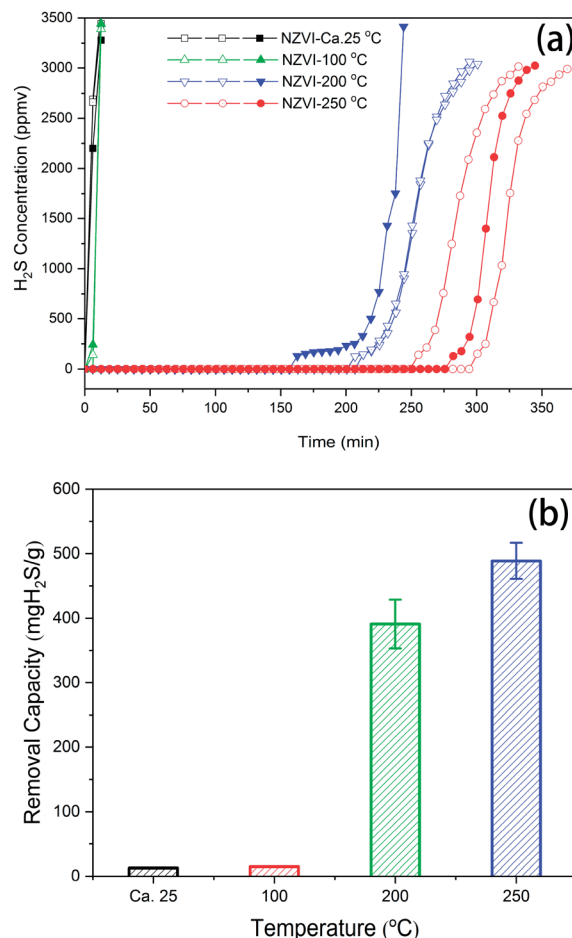 (a)
NZVI-Ca.25 °C
NZVI-100 °C
NZVI-200 °C
NZVI-250 °C
H₂S Concentration (ppmv)
3500
3000
2500
2000
1500
1000
500
0
0 50 100 150 200 250 300 350
Time (min)
(b)
Removal Capacity (mgH₂S/g)
600
500
400
300
200
100
0
Ca. 25 100 200 250
Temperature (°C)